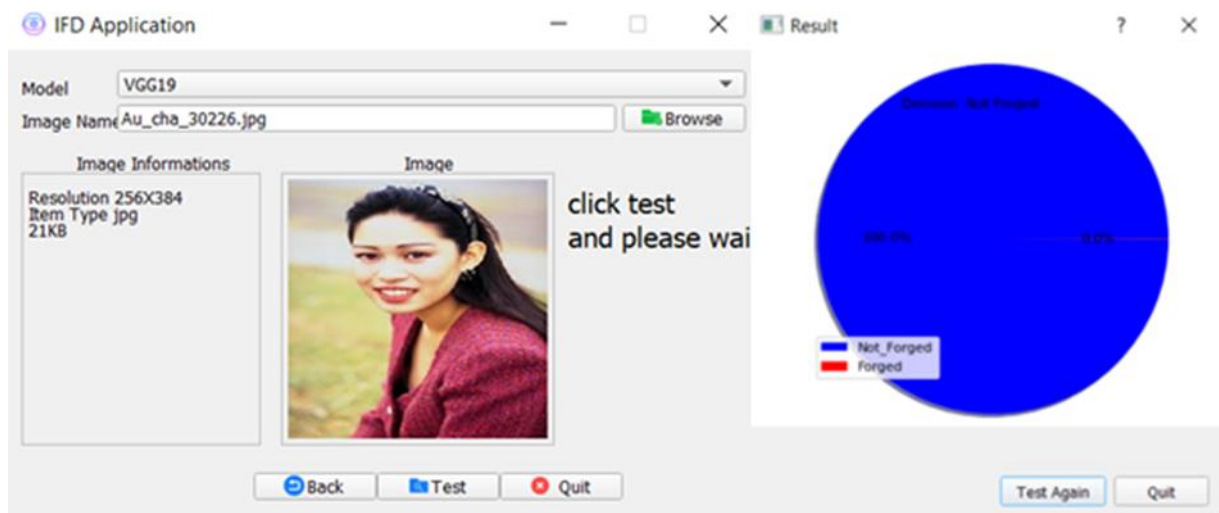 IFD Application
Model
VGG19
Image Name
Au_cha_30226.jpg
Browse
Image Informations
Resolution 256X384
Item Type jpg
21KB
Image
click test
and please wai
Back
Test
Quit
Result
?
Decision Not Forged
100.0%
0.0%
Not_Forged
Forged
Test Again
Quit